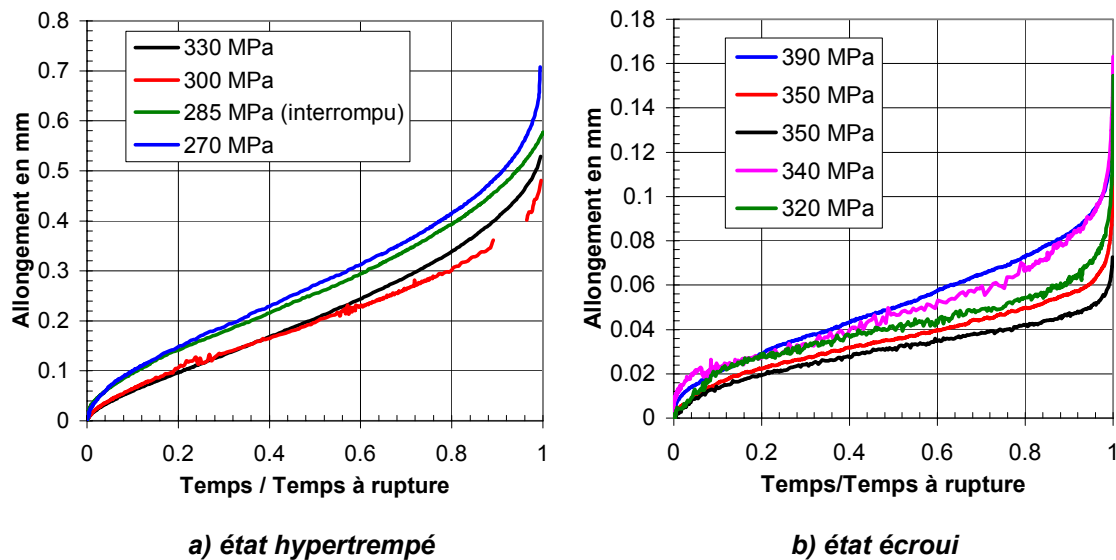 Allongement en mm
0.8
0.7
0.6
0.5
0.4
0.3
0.2
0.1
0
330 MPa
300 MPa
285 MPa (interrompu)
270 MPa
0 0.2 0.4 0.6 0.8 1
Temps / Temps à rupture
a) état hypertrempé
Allongement en mm
0.18
0.16
0.14
0.12
0.1
0.08
0.06
0.04
0.02
0
390 MPa
350 MPa
350 MPa
340 MPa
320 MPa
0 0.2 0.4 0.6 0.8 1
Temps/Temps à rupture
b) état écroui